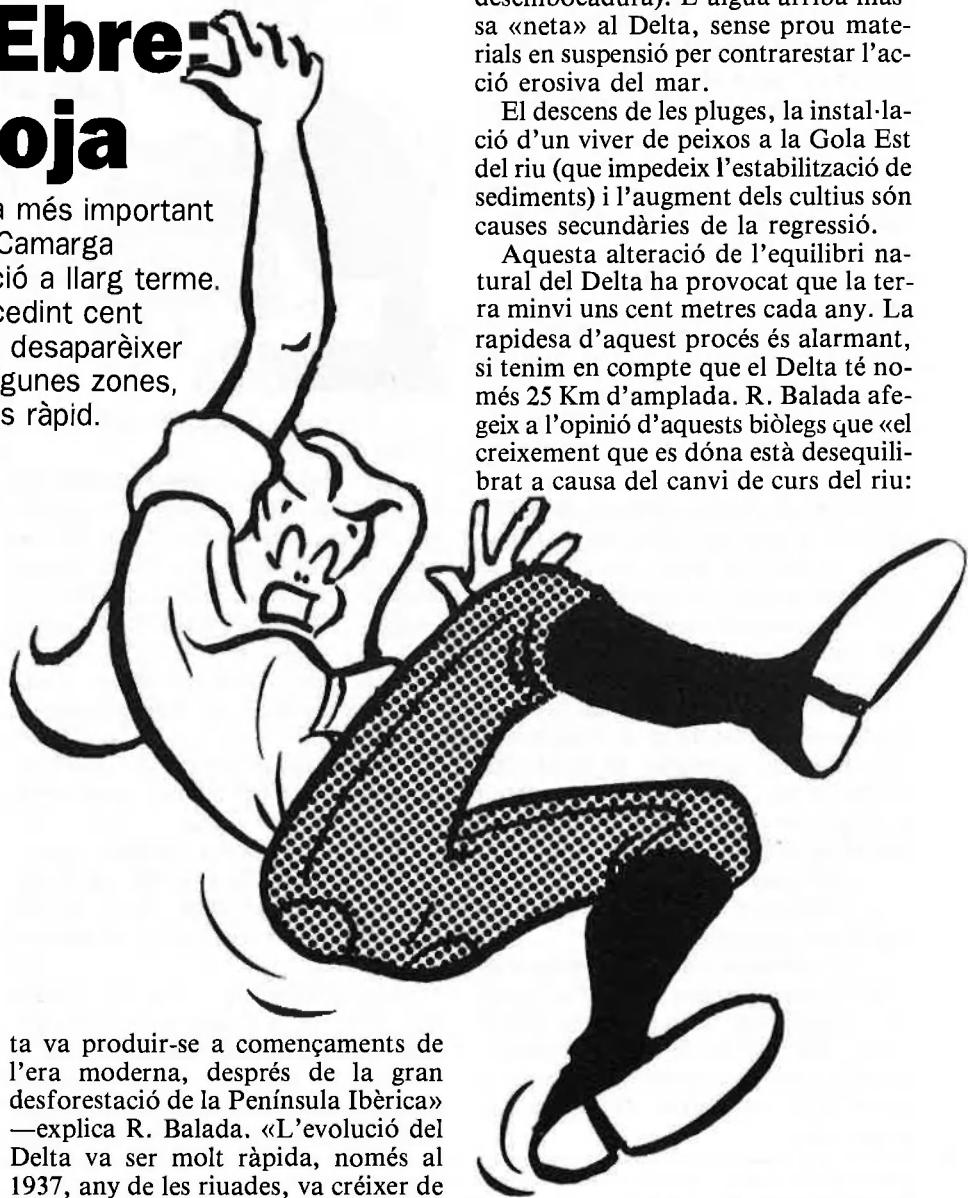 Ebre:
oja
a més important
Camarga
ció a llarg terme.
cedint cent
desaparèixer
gunes zones,
s ràpid.
sa «neta» al Delta, sense prou mate-
rials en suspensió per contrarestar l'ac-
ció erosiva del mar.
El descens de les pluges, la instal·la-
ció d'un viver de peixos a la Gola Est
del riu (que impedeix l'estabilització de
sediments) i l'augment dels cultius són
causes secundàries de la regressió.
Aquesta alteració de l'equilibri na-
tural del Delta ha provocat que la ter-
ra minvi uns cent metres cada any. La
rapidesa d'aquest procés és alarmant,
si tenim en compte que el Delta té no-
més 25 Km d'amplada. R. Balada afe-
geix a l'opinió d'aquests biòlegs que «el
creixement que es dóna està desequili-
brat a causa del canvi de curs del riu:
ta va produir-se a començaments de
l'era moderna, després de la gran
desforestació de la Península Ibèrica»
—explica R. Balada. «L'evolució del
Delta va ser molt ràpida, només al
1937, any de les riuades, va créixer de